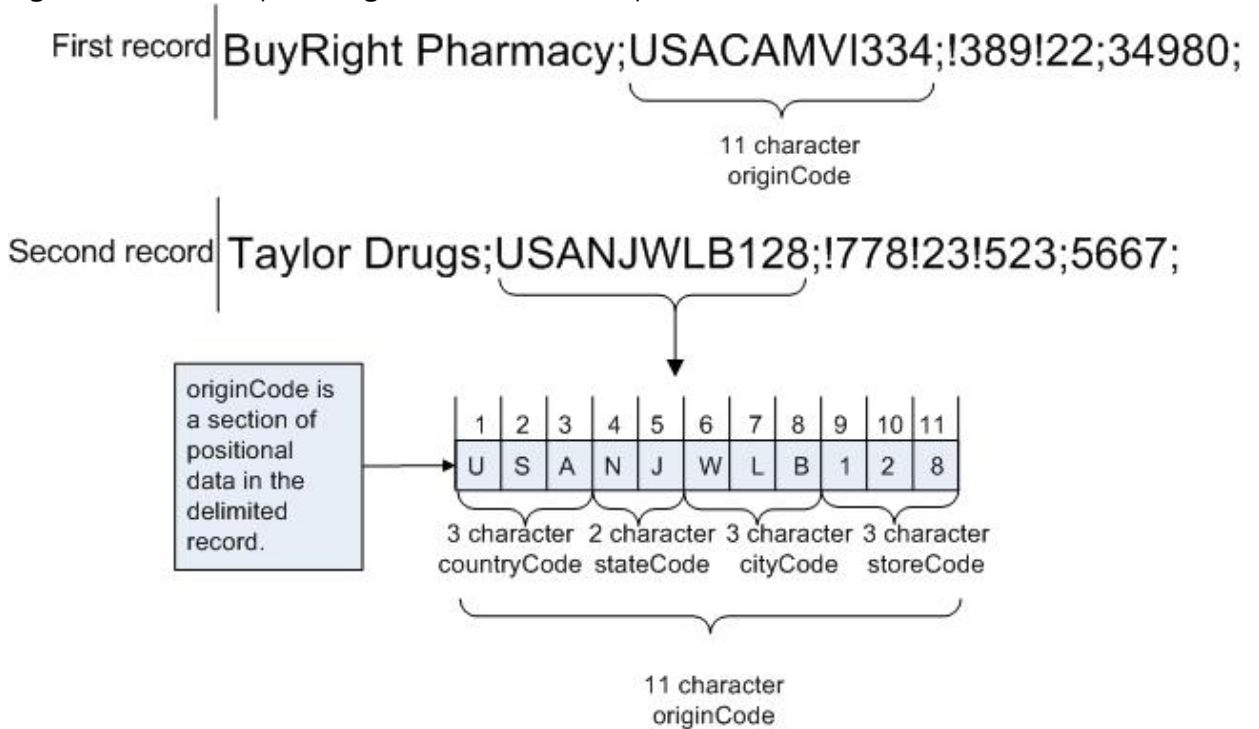 First record BuyRight Pharmacy;USACAMVI334;!389!22;34980;
11 character
originCode
Second record Taylor Drugs;USANJWLB128;!778!23!523;5667;
originCode is
a section of
positional
data in the
delimited
record.
1 2 3 4 5 6 7 8 9 10 11
U S A N J W L B 1 2 8
3 character 2 character 3 character 3 character
countryCode stateCode cityCode storeCode
11 character
originCode